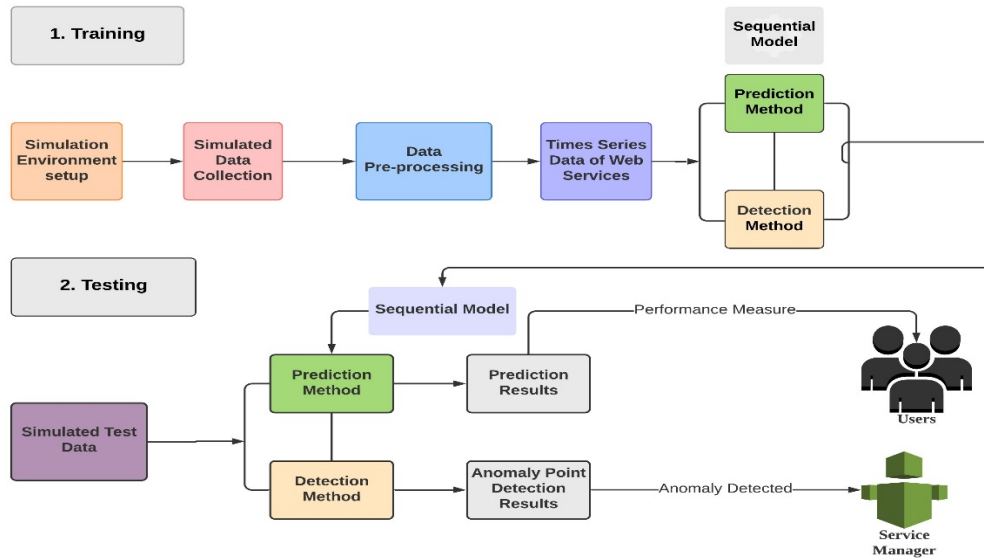 1. Training
Sequential
Model
Simulation
Environment
setup
Simulated
Data
Collection
Data
Pre-processing
Times Series
Data of Web
Services
Prediction
Method
Detection
Method
2. Testing
Sequential Model
Simulated Test
Data
Prediction
Method
Detection
Method
Prediction
Results
Anomaly Point
Detection
Results
Performance Measure
Users
Anomaly Detected
Service
Manager